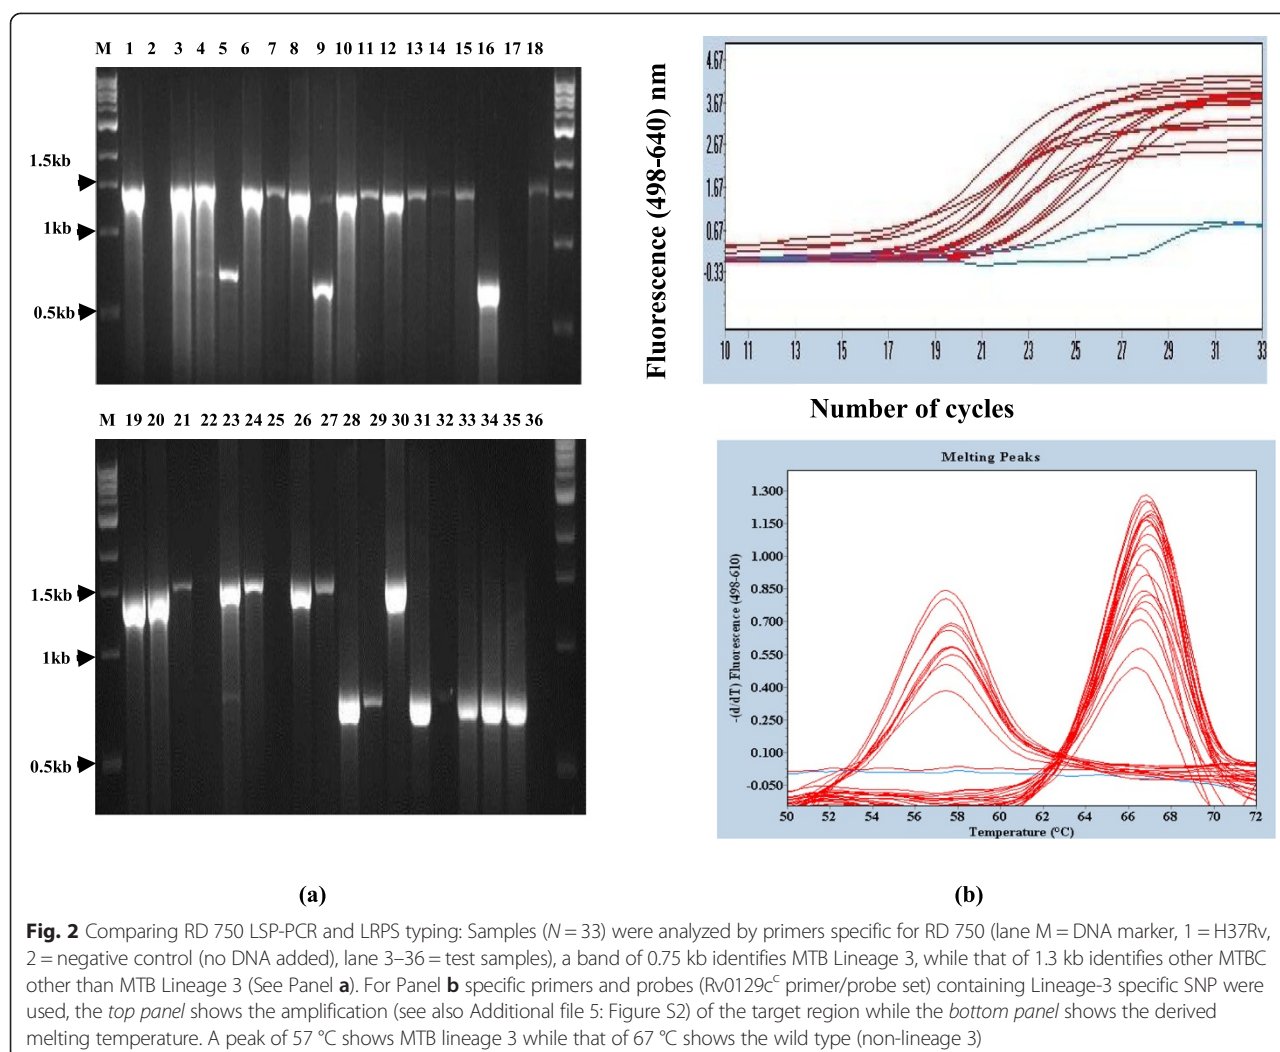 M 1 2 3 4 5 6 7 8 9 10 11 12 13 14 15 16 17 18
1.5kb
1kb
0.5kb
M 19 20 21 22 23 24 25 26 27 28 29 30 31 32 33 34 35 36
1.5kb
1kb
0.5kb
(a)
Fluorescence (498-640) nm
4.67
3.67
2.67
1.67
0.67
-0.33
10 11 13 15 17 19 21 23 25 27 29 31 33
Number of cycles
Melting Peaks
-(d/dT) Fluorescence (498-610)
1.300
1.150
1.000
0.850
0.700
0.550
0.400
0.250
0.100
-0.050
50 52 54 56 58 60 62 64 66 68 70 72
Temperature (°C)
(b)
Fig. 2 Comparing RD 750 LSP-PCR and LRPS typing: Samples (N = 33) were analyzed by primers specific for RD 750 (lane M = DNA marker, 1 = H37Rv,
2 = negative control (no DNA added), lane 3–36 = test samples), a band of 0.75 kb identifies MTB Lineage 3, while that of 1.3 kb identifies other MTBC
other than MTB Lineage 3 (See Panel a). For Panel b specific primers and probes (Rv0129cᶜ primer/probe set) containing Lineage-3 specific SNP were
used, the top panel shows the amplification (see also Additional file 5: Figure S2) of the target region while the bottom panel shows the derived
melting temperature. A peak of 57 °C shows MTB lineage 3 while that of 67 °C shows the wild type (non-lineage 3)